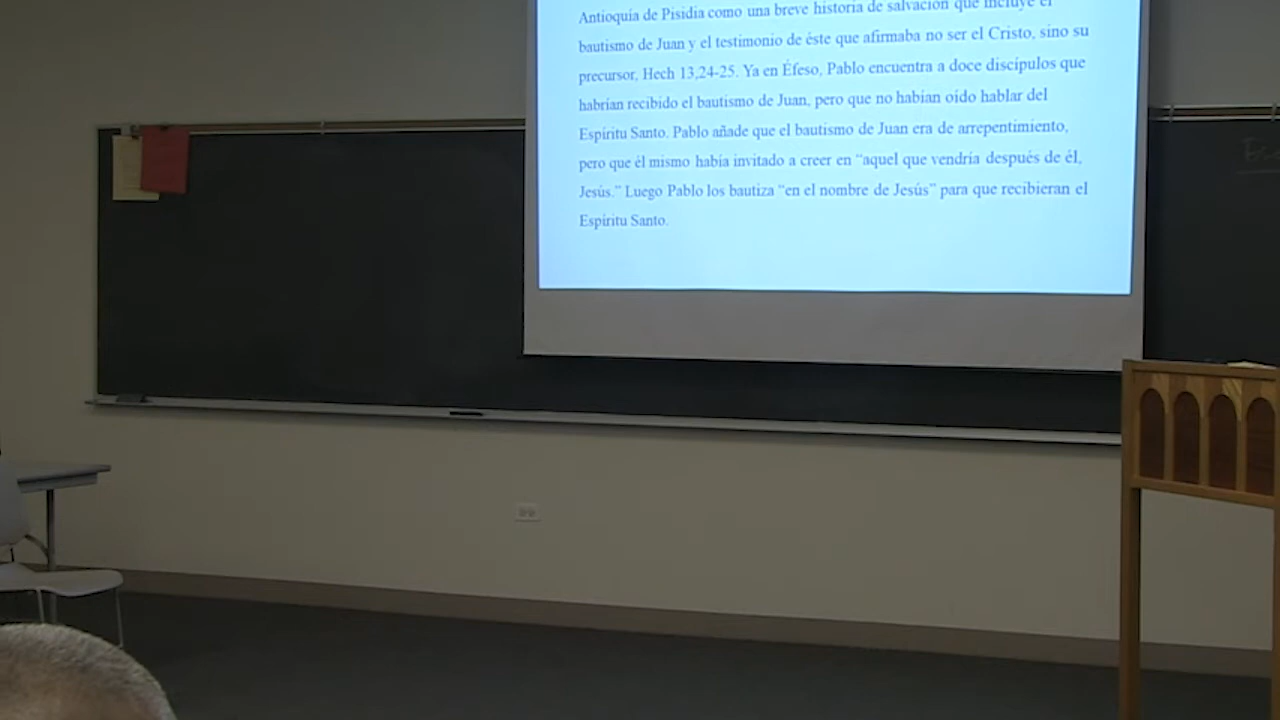 Antioquía de Pisidia como una breve historia de salvación que incluye el
bautismo de Juan y el testimonio de éste que afirmaba no ser el Cristo, sino su
precursor, Hech 13,24-25. Ya en Éfeso, Pablo encuentra a doce discípulos que
habrían recibido el bautismo de Juan, pero que no habían oído hablar del
Espíritu Santo. Pablo añade que el bautismo de Juan era de arrepentimiento,
pero que él mismo había invitado a creer en “aquel que vendría después de él,
Jesús.” Luego Pablo los bautiza “en el nombre de Jesús” para que recibieran el
Espíritu Santo.